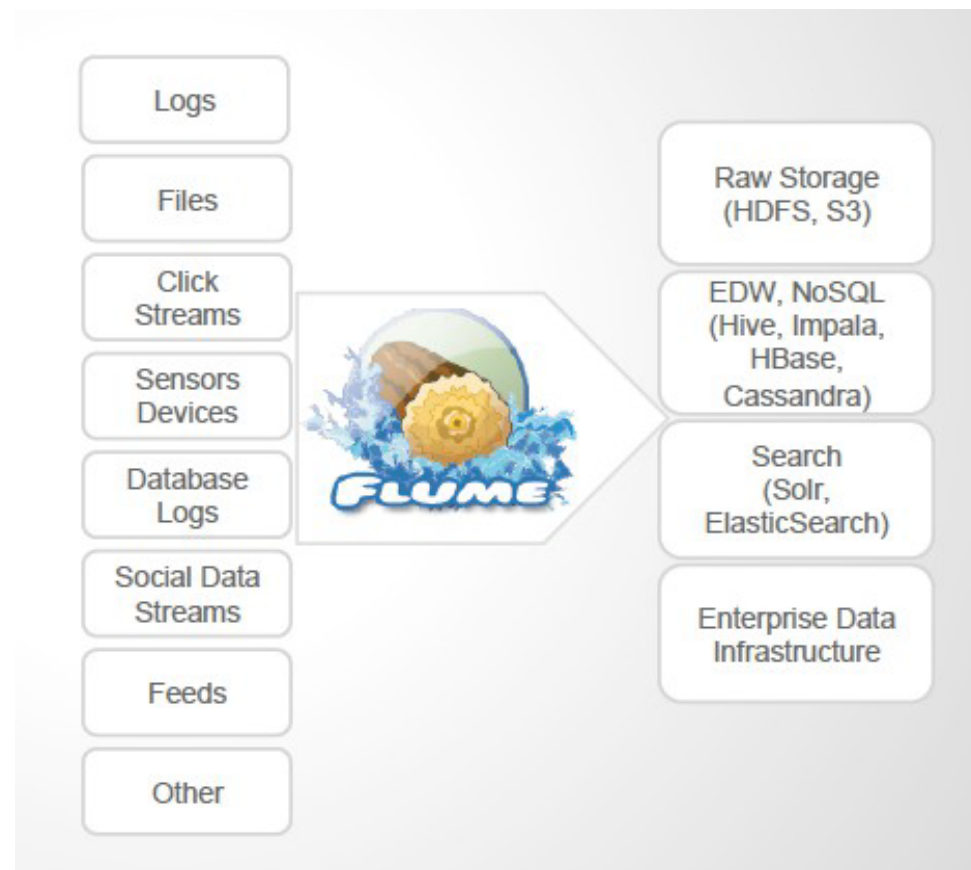 Logs
Files
Click
Streams
Sensors
Devices
Database
Logs
Social Data
Streams
Feeds
Other
FLUME
Raw Storage
(HDFS, S3)
EDW, NoSQL
(Hive, Impala,
HBase,
Cassandra)
Search
(Solr,
ElasticSearch)
Enterprise Data
Infrastructure